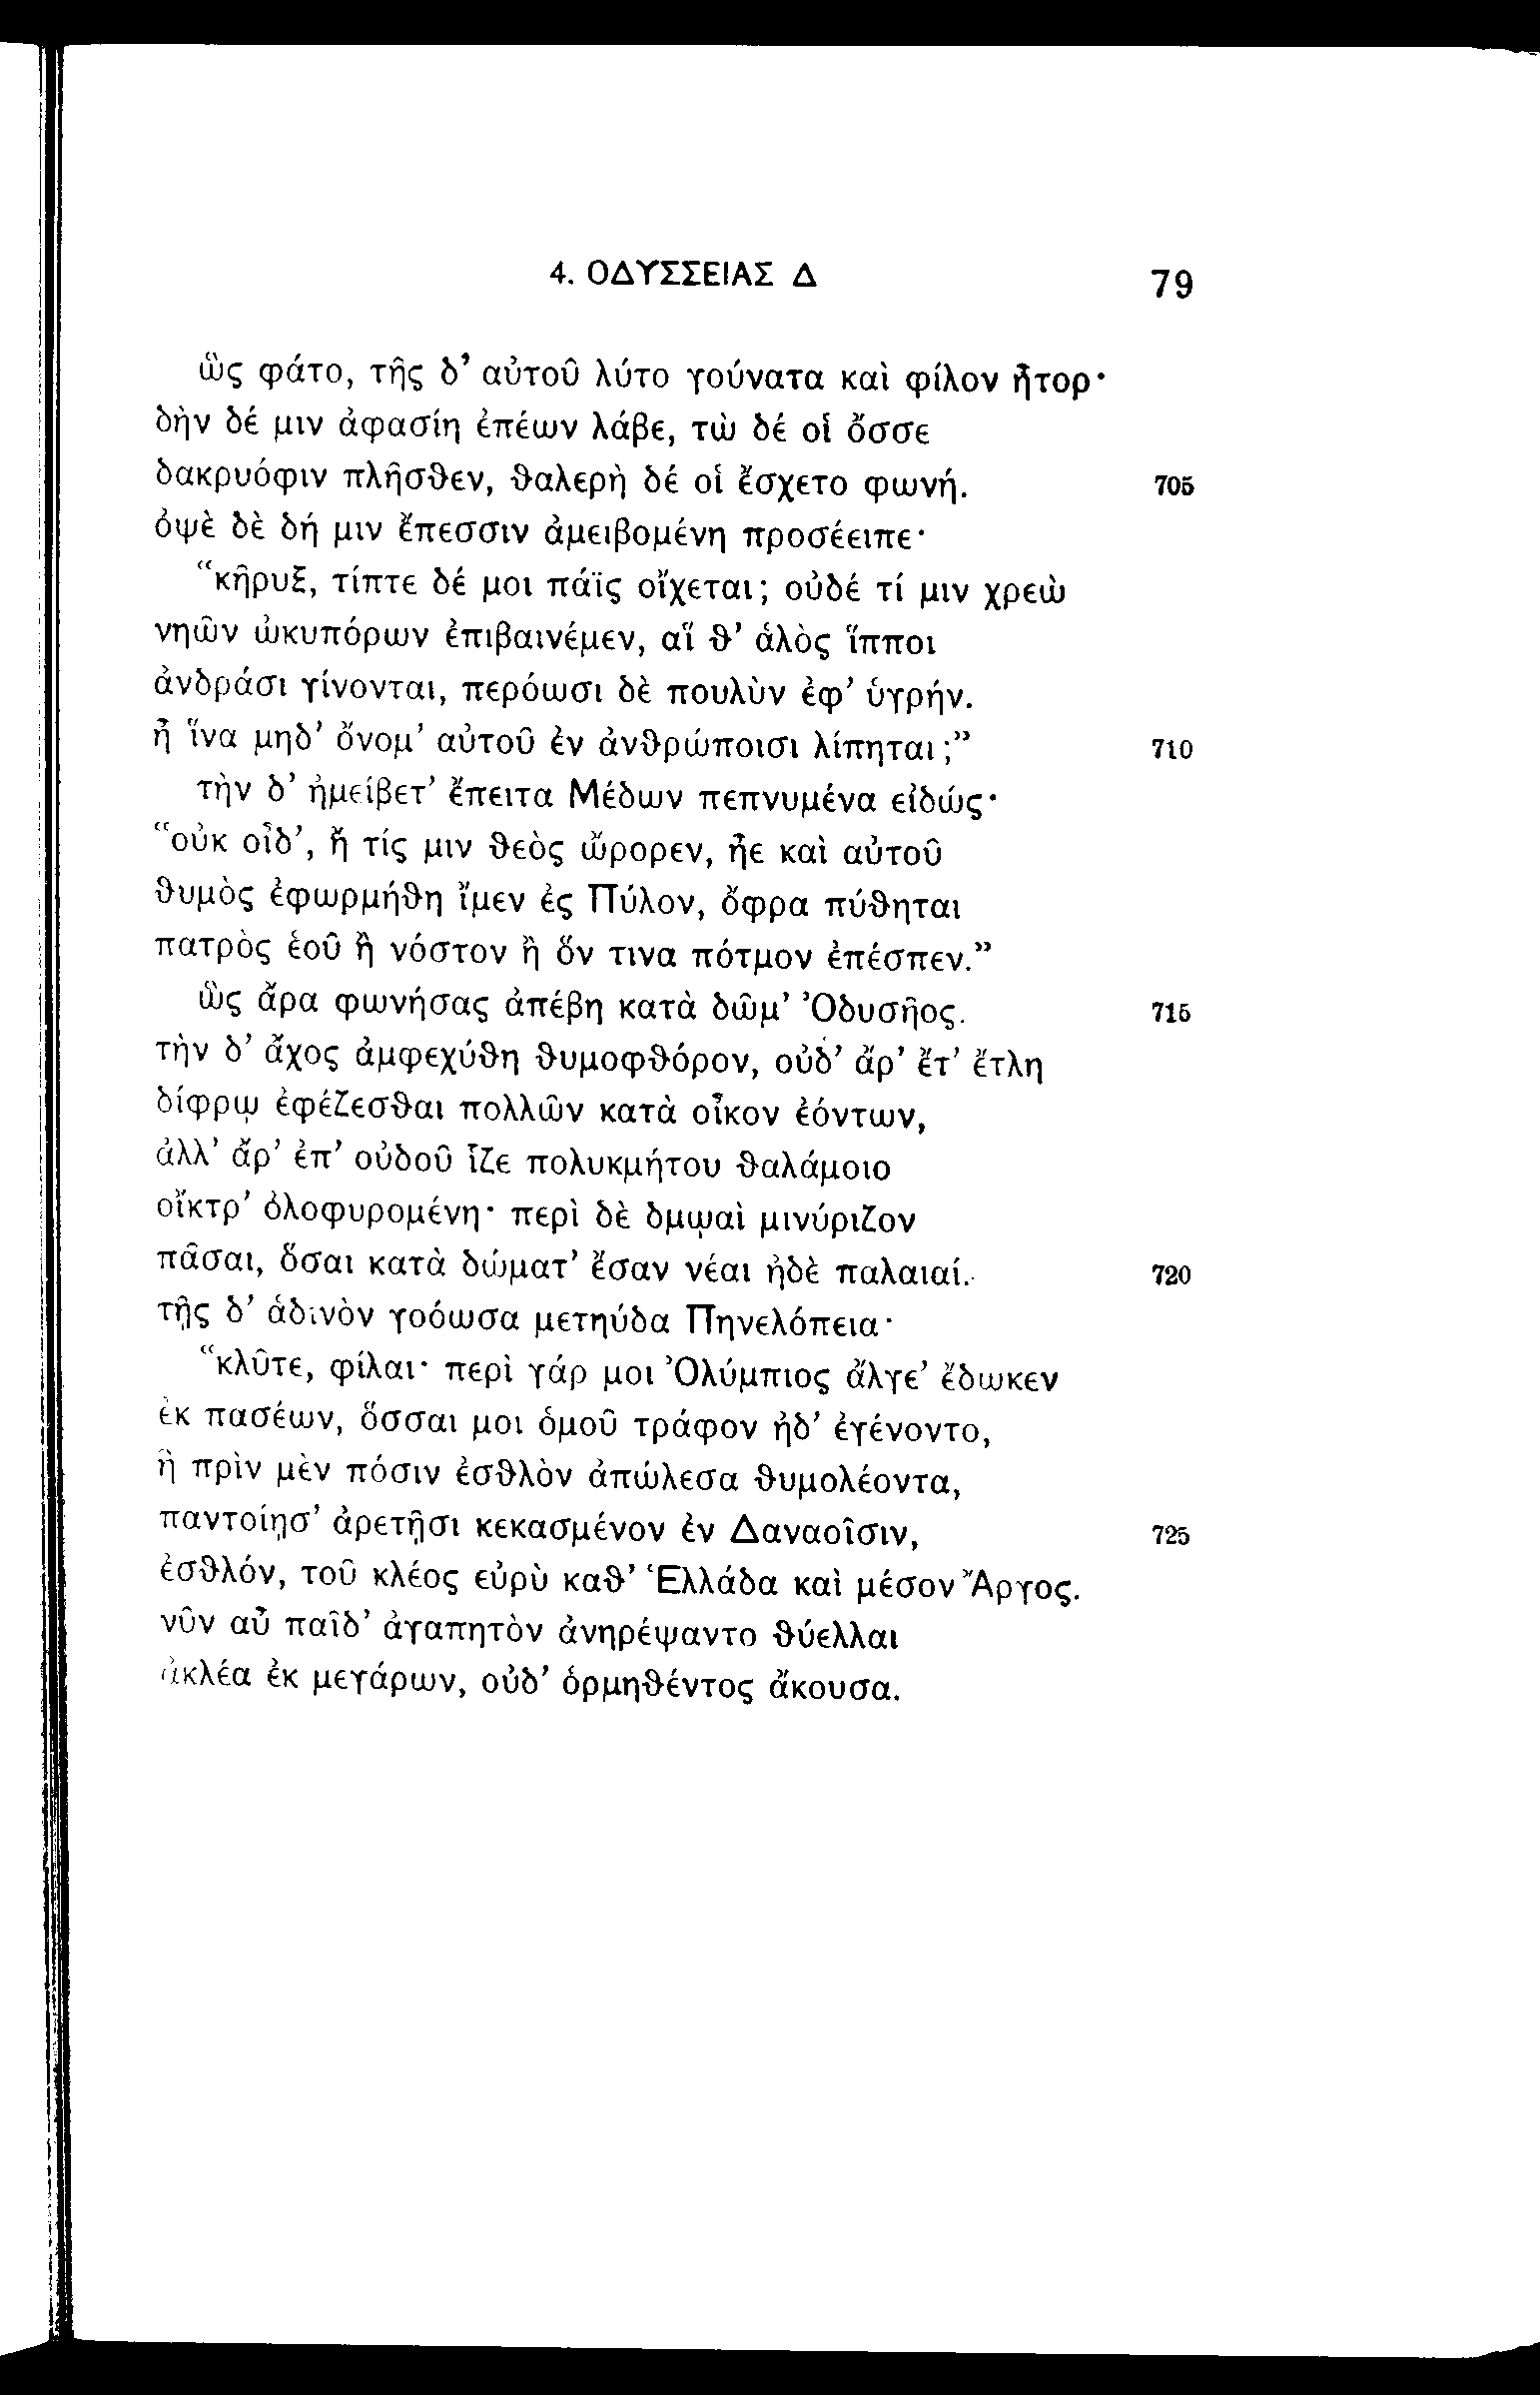 4. ΟΔΥΣΣΕΙΑΣ Δ 79
ὣς φάτο, τῆς δ’ αὐτοῦ λύτο γούνατα καὶ φίλον ἦτορ·
δὴν δέ μιν ἀφασίη ἐπέων λάβε, τὼ δέ οἱ ὄσσε
δακρυόφιν πλῆσθεν, θαλερὴ δέ οἱ ἔσχετο φωνή. 705
ὀψὲ δὲ δή μιν ἔπεσσιν ἀμειβομένη προσέειπε·
“κῆρυξ, τίπτε δέ μοι πάϊς οἴχεται; οὐδέ τί μιν χρεὼ
νηῶν ὠκυπόρων ἐπιβαινέμεν, αἵ θ’ ἁλὸς ἵπποι
ἀνδράσι γίνονται, περόωσι δὲ πουλὺν ἐφ’ ὑγρήν.
ἦ ἵνα μηδ’ ὄνομ’ αὐτοῦ ἐν ἀνθρώποισι λίπηται;” 710
τὴν δ’ ἠμείβετ’ ἔπειτα Μέδων πεπνυμένα εἰδώς·
“οὐκ οἶδ’, ἤ τίς μιν θεὸς ὤρορεν, ἦε καὶ αὐτοῦ
θυμὸς ἐφωρμήθη ἴμεν ἐς Πύλον, ὄφρα πύθηται
πατρὸς ἑοῦ ἢ νόστον ἢ ὅν τινα πότμον ἐπέσπεν.”
ὣς ἄρα φωνήσας ἀπέβη κατὰ δῶμ’ Ὀδυσῆος. 715
τὴν δ’ ἄχος ἀμφεχύθη θυμοφθόρον, οὐδ’ ἄρ’ ἔτ’ ἔτλη
δίφρῳ ἐφέζεσθαι πολλῶν κατὰ οἶκον ἐόντων,
ἀλλ’ ἄρ’ ἐπ’ οὐδοῦ ἷζε πολυκμήτου θαλάμοιο
οἴκτρ’ ὀλοφυρομένη· περὶ δὲ δμῳαὶ μινύριζον
πᾶσαι, ὅσαι κατὰ δώματ’ ἔσαν νέαι ἠδὲ παλαιαί. 720
τῇς δ’ ἁδινὸν γοόωσα μετηύδα Πηνελόπεια·
“κλῦτε, φίλαι· περὶ γάρ μοι Ὀλύμπιος ἄλγε’ ἔδωκεν
ἐκ πασέων, ὅσσαι μοι ὁμοῦ τράφον ἠδ’ ἐγένοντο,
ἣ πρὶν μὲν πόσιν ἐσθλὸν ἀπώλεσα θυμολέοντα,
παντοίῃσ’ ἀρετῇσι κεκασμένον ἐν Δαναοῖσιν, 725
ἐσθλόν, τοῦ κλέος εὐρὺ καθ’ Ἑλλάδα καὶ μέσον Ἄργος.
νῦν αὖ παῖδ’ ἀγαπητὸν ἀνηρέψαντο θύελλαι
ἀκλέα ἐκ μεγάρων, οὐδ’ ὁρμηθέντος ἄκουσα.